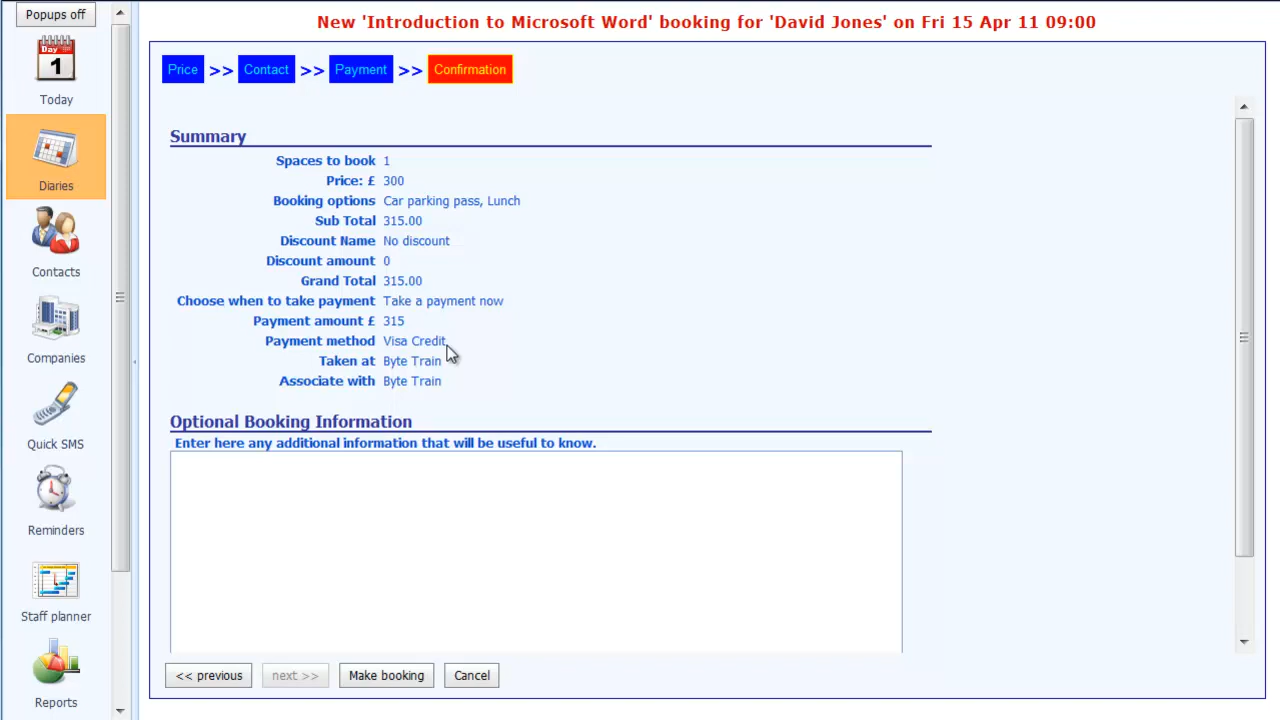 Popups off
New 'Introduction to Microsoft Word' booking for 'David Jones' on Fri 15 Apr 11 09:00
Day
1
Today
Diaries
Contacts
Companies
Quick SMS
Reminders
Staff planner
Reports
Price >> Contact >> Payment >> Confirmation
Summary
Spaces to book 1
Price: £ 300
Booking options Car parking pass, Lunch
Sub Total 315.00
Discount Name No discount
Discount amount 0
Grand Total 315.00
Choose when to take payment Take a payment now
Payment amount £ 315
Payment method Visa Credit
Taken at Byte Train
Associate with Byte Train
Optional Booking Information
Enter here any additional information that will be useful to know.
<< previous next >> Make booking Cancel